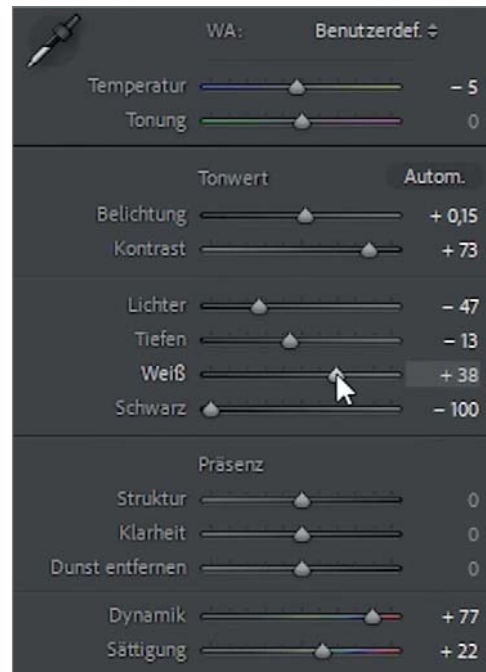 WA: Benutzerdef.
Temperatur – 5
Tonung 0
Tonwert Autom.
Belichtung + 0,15
Kontrast + 73
Lichter – 47
Tiefen – 13
Weiß + 38
Schwarz – 100
Präsenz
Struktur 0
Klarheit 0
Dunst entfernen 0
Dynamik + 77
Sättigung + 22